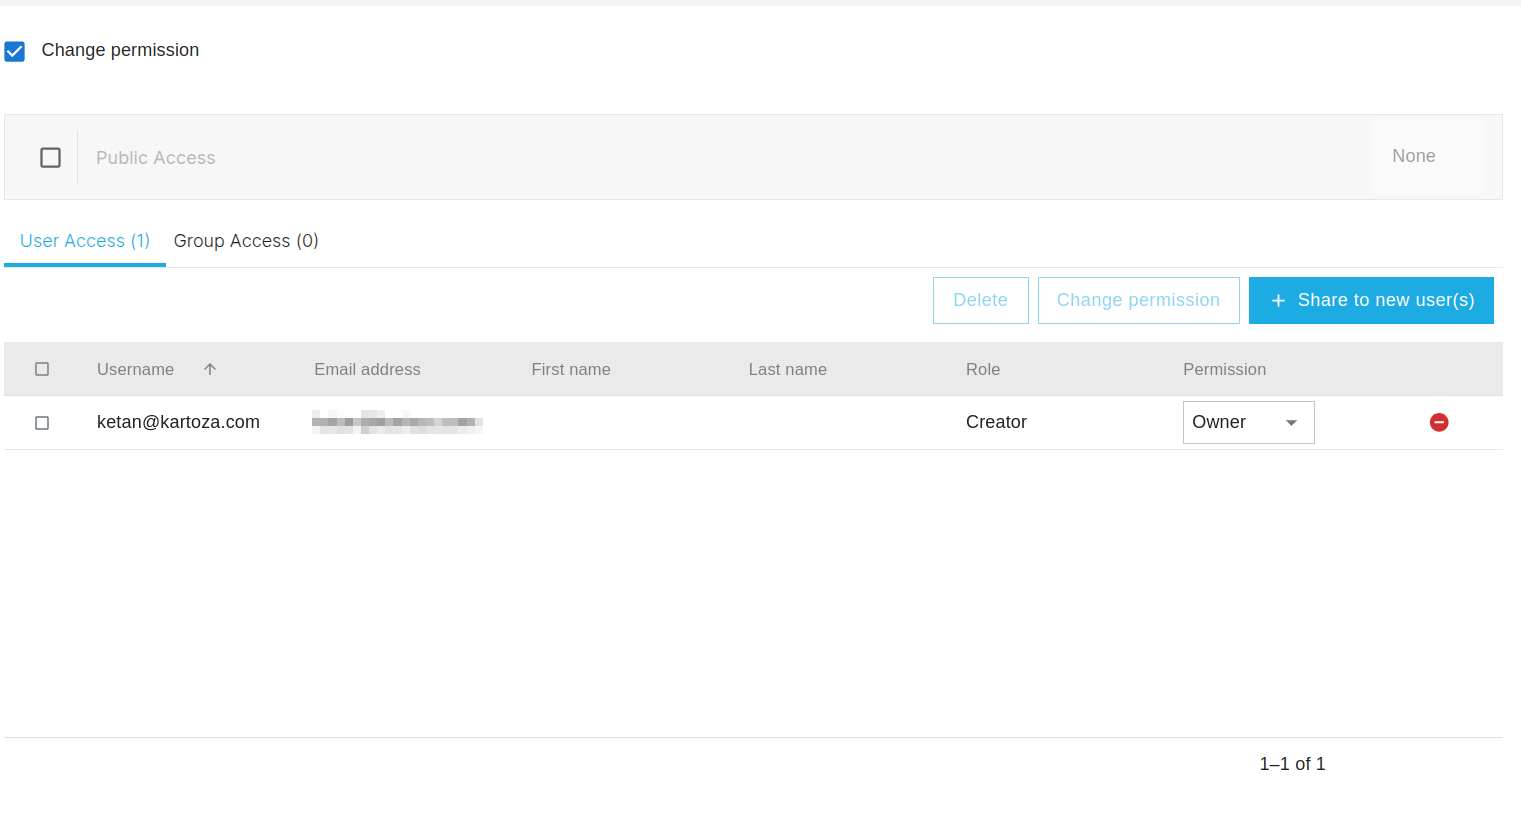 Change permission
Public Access None
User Access (1) Group Access (0)
Delete Change permission + Share to new user(s)
Username Email address First name Last name Role Permission
ketan@kartoza.com Creator Owner
1–1 of 1